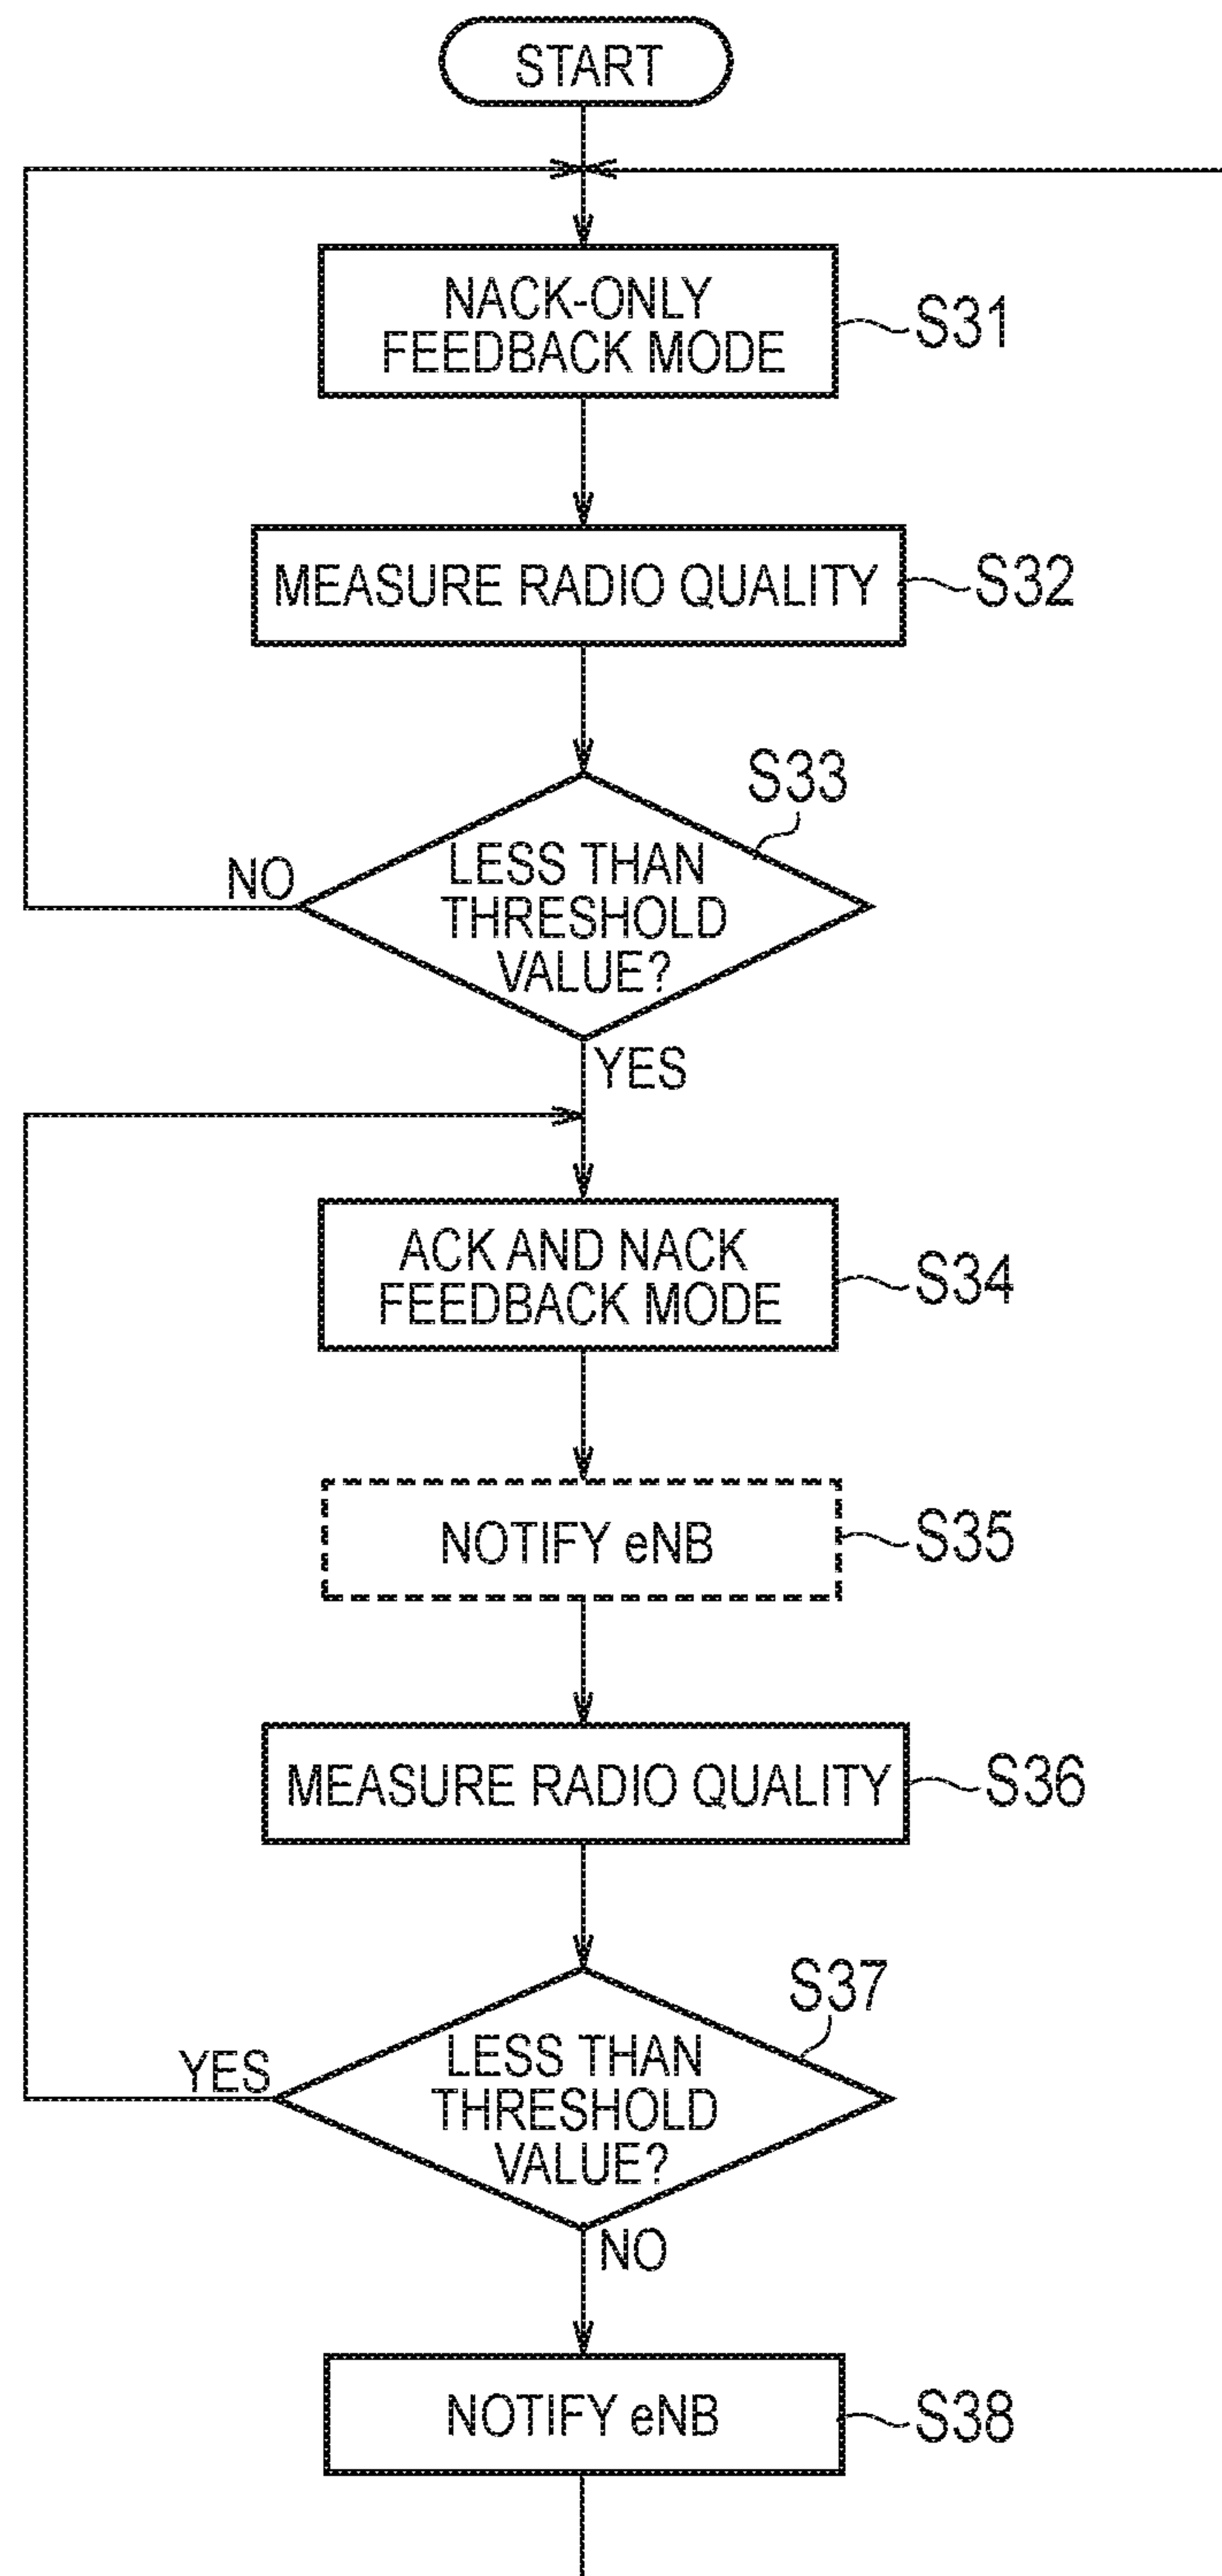 START
NACK-ONLY
FEEDBACK MODE
S31
MEASURE RADIO QUALITY
S32
S33
LESS THAN
THRESHOLD
VALUE?
NO
YES
ACK AND NACK
FEEDBACK MODE
S34
NOTIFY eNB
S35
MEASURE RADIO QUALITY
S36
S37
LESS THAN
THRESHOLD
VALUE?
YES
NO
NOTIFY eNB
S38